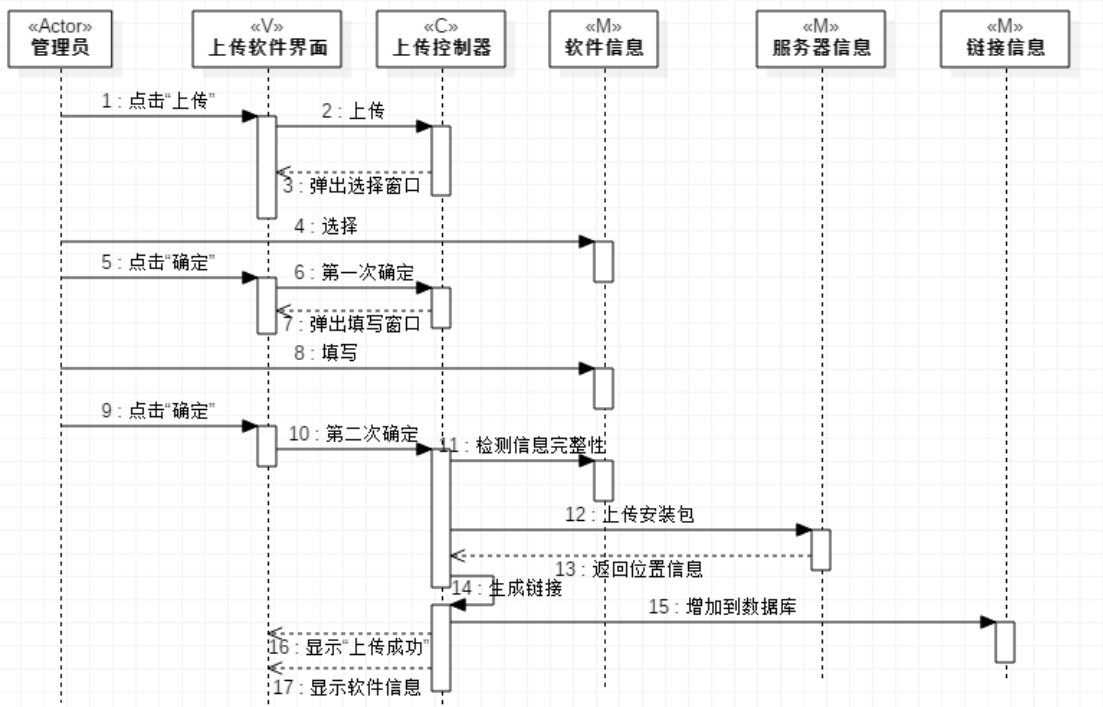 «Actor»
管理员
«V»
上传软件界面
«C»
上传控制器
«M»
软件信息
«M»
服务器信息
«M»
链接信息
1 : 点击“上传”
2 : 上传
3 : 弹出选择窗口
4 : 选择
5 : 点击“确定”
6 : 第一次确定
7 : 弹出填写窗口
8 : 填写
9 : 点击“确定”
10 : 第二次确定
11 : 检测信息完整性
12 : 上传安装包
13 : 返回位置信息
14 : 生成链接
15 : 增加到数据库
16 : 显示“上传成功”
17 : 显示软件信息